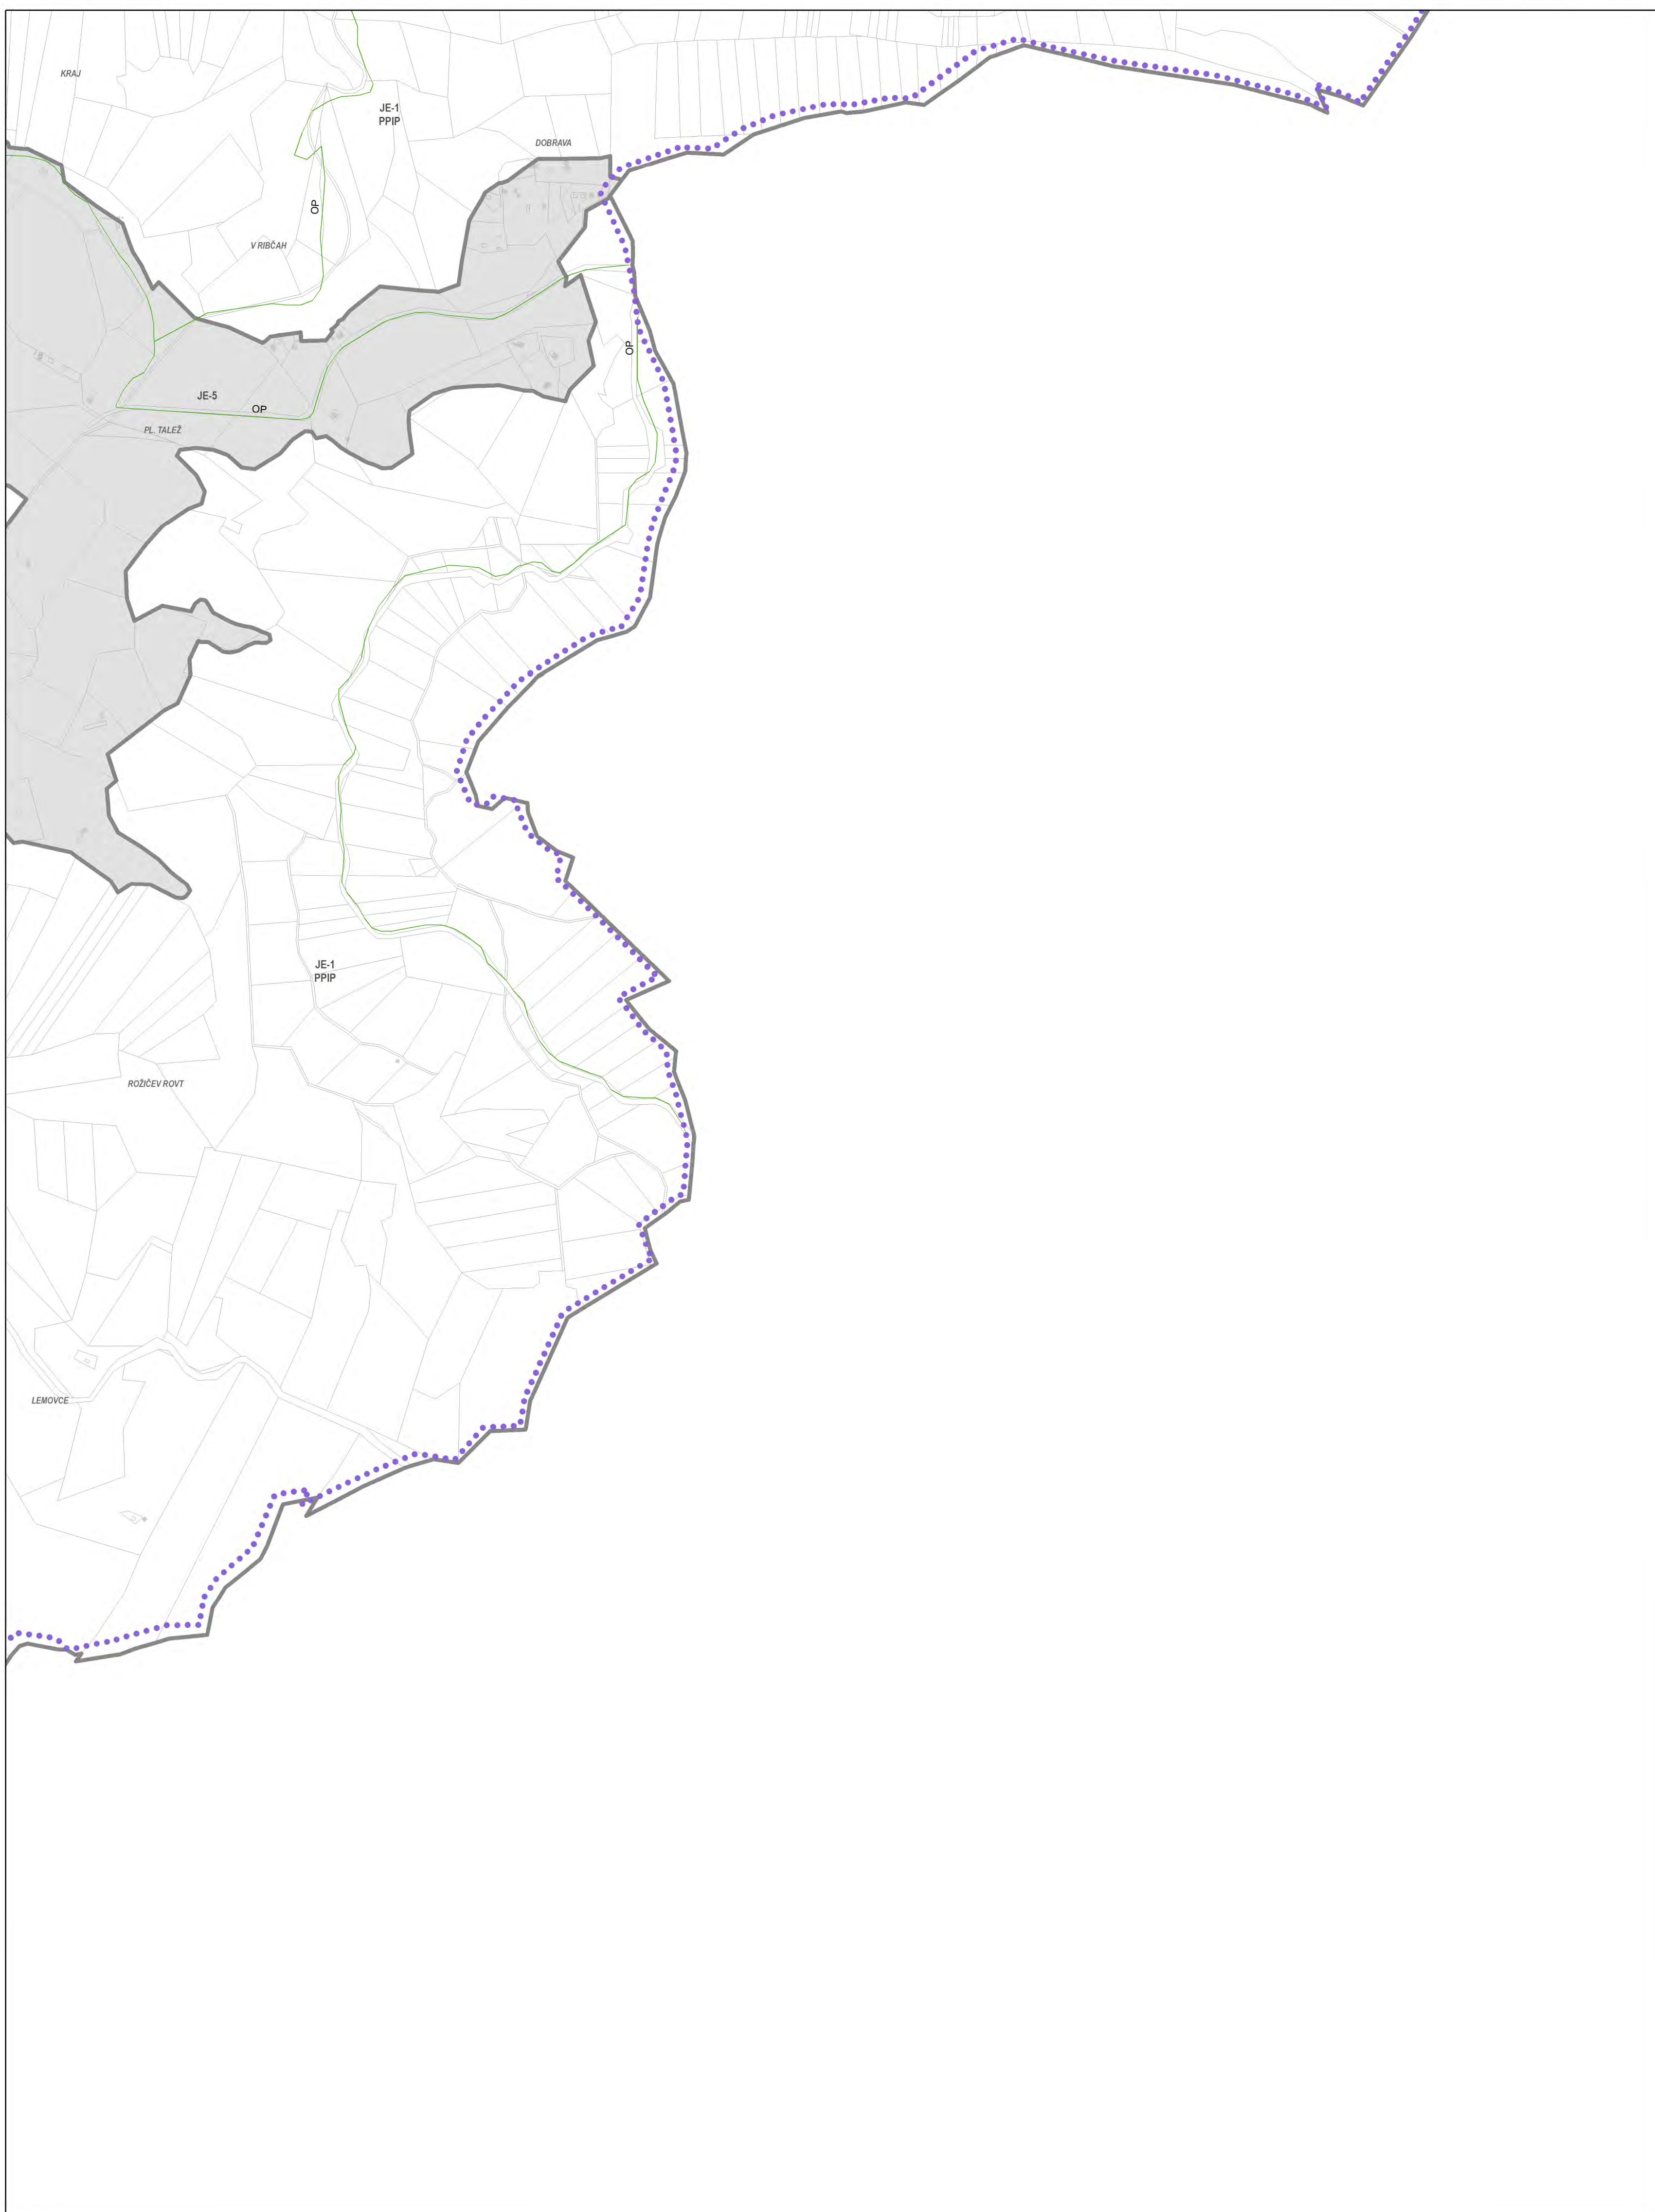 KRAJ
JE-1
PPIP
DOBRAVA
OP
V RIBČAH
OP
JE-5
OP
PL. TALEŽ
JE-1
PPIP
ROŽIČEV ROVT
LEMOVCE